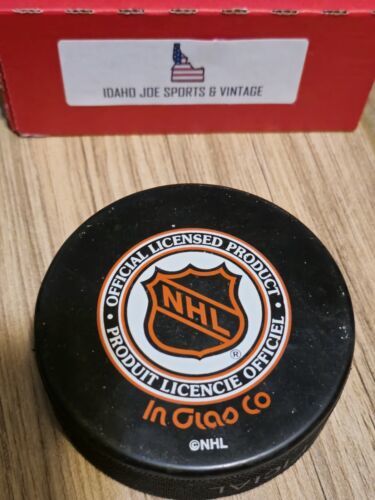 IDAHO JOE SPORTS & VINTAGE
• OFFICIAL LICENSED PRODUCT •
NHL
®
PRODUIT LICENCIE OFFICIEL
In Glas Co
©NHL